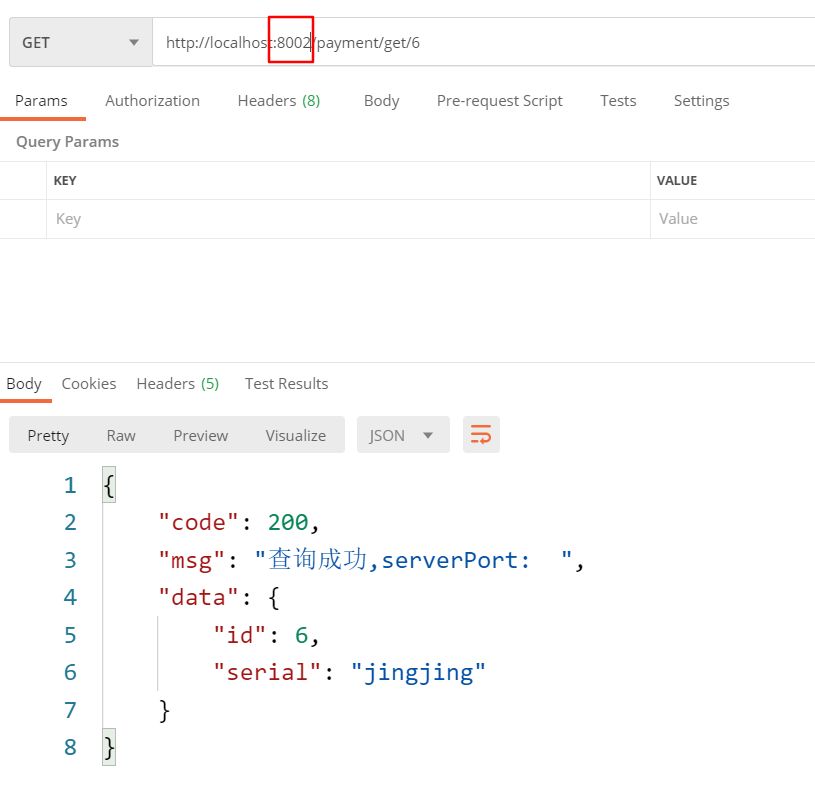 GET http://localhost:8002/payment/get/6
Params Authorization Headers (8) Body Pre-request Script Tests Settings
Query Params
KEY VALUE
Key Value
Body Cookies Headers (5) Test Results
Pretty Raw Preview Visualize JSON
1 {
2 "code": 200,
3 "msg": "查询成功,serverPort:  ",
4 "data": {
5 "id": 6,
6 "serial": "jingjing"
7 }
8 }